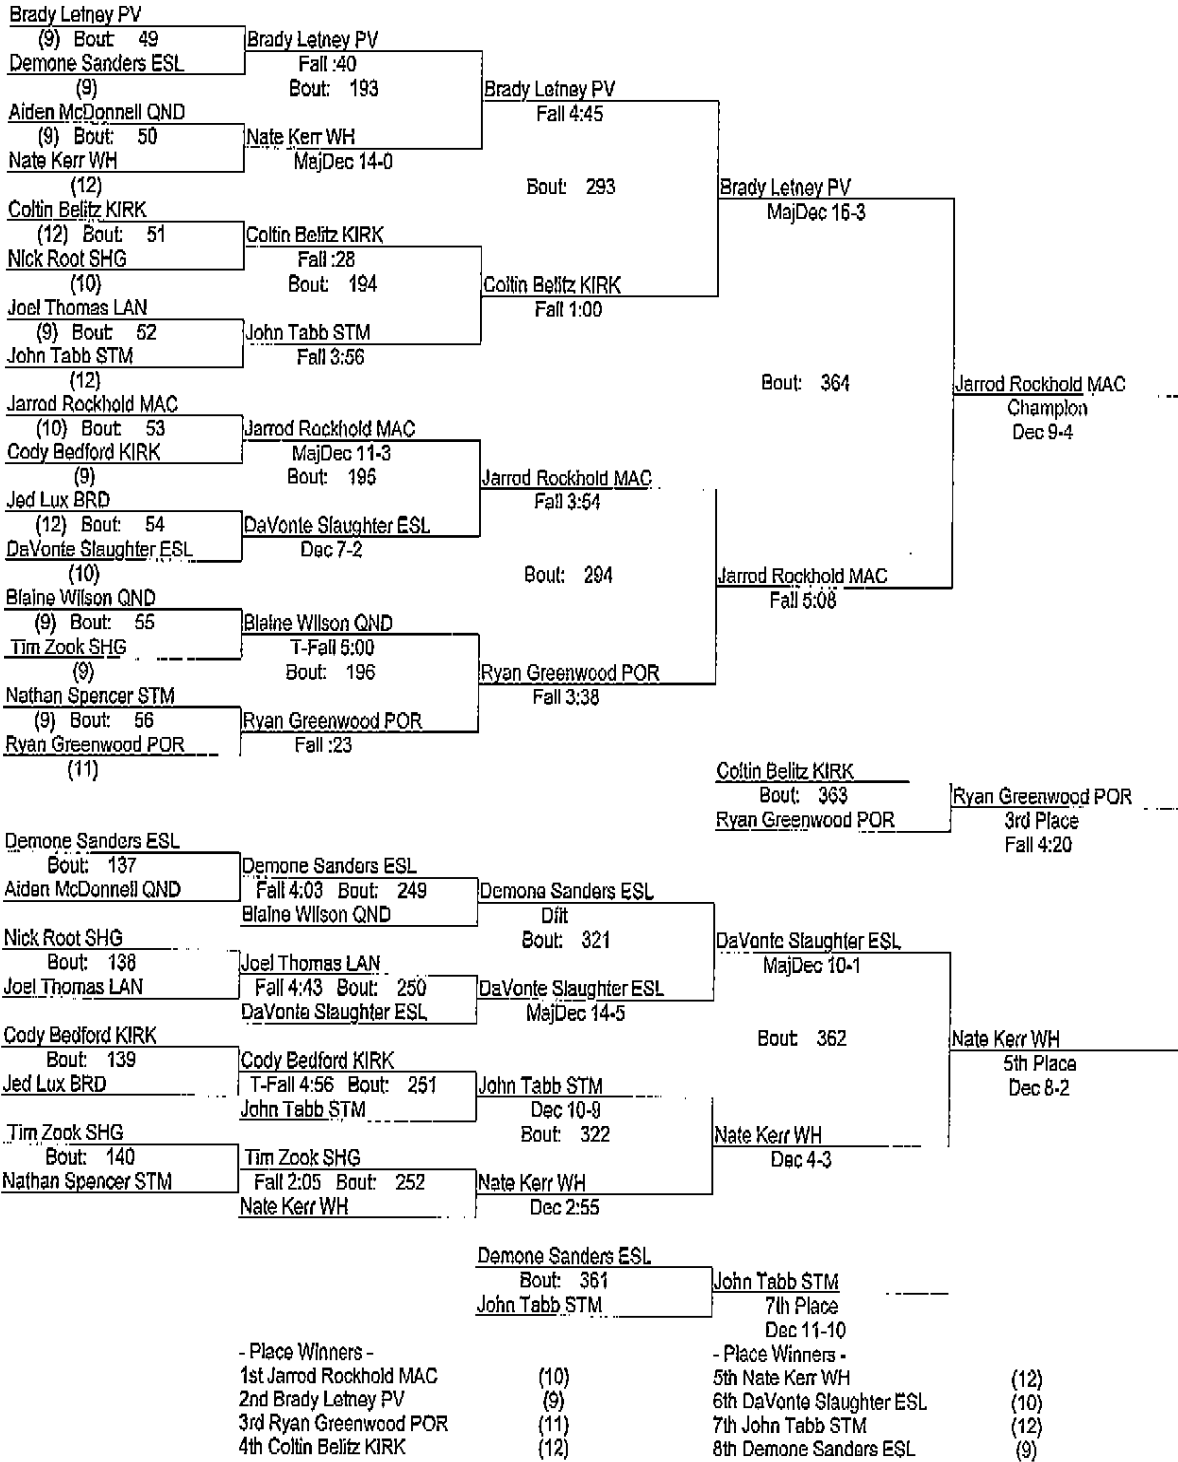 Brady Letney PV
(9) Bout: 49
Demone Sanders ESL
(9)
Aiden McDonnell QND
(9) Bout: 50
Nate Kerr WH
(12)
Coltin Belitz KIRK
(12) Bout: 51
Nick Root SHG
(10)
Joel Thomas LAN
(9) Bout: 52
John Tabb STM
(12)
Jarrod Rockhold MAC
(10) Bout: 53
Cody Bedford KIRK
(9)
Jed Lux BRD
(12) Bout: 54
DaVonte Slaughter ESL
(10)
Blaine Wilson QND
(9) Bout: 55
Tim Zook SHG
(9)
Nathan Spencer STM
(9) Bout: 56
Ryan Greenwood POR
(11)
Brady Letney PV
Fall :40
Bout: 193
Nate Kerr WH
MajDec 14-0
Coltin Belitz KIRK
Fall :28
Bout: 194
John Tabb STM
Fall 3:56
Jarrod Rockhold MAC
MajDec 11-3
Bout: 195
DaVonte Slaughter ESL
Dec 7-2
Blaine Wilson QND
T-Fall 5:00
Bout: 196
Ryan Greenwood POR
Fall :23
Brady Letney PV
Fall 4:45
Bout: 293
Coltin Belitz KIRK
Fall 1:00
Jarrod Rockhold MAC
Fall 3:54
Bout: 294
Ryan Greenwood POR
Fall 3:38
Brady Letney PV
MajDec 16-3
Bout: 364
Jarrod Rockhold MAC
Fall 5:08
Jarrod Rockhold MAC
Champion
Dec 9-4
Coltin Belitz KIRK
Bout: 363
Ryan Greenwood POR
Ryan Greenwood POR
3rd Place
Fall 4:20
Demone Sanders ESL
Bout: 137
Aiden McDonnell QND
Nick Root SHG
Bout: 138
Joel Thomas LAN
Cody Bedford KIRK
Bout: 139
Jed Lux BRD
Tim Zook SHG
Bout: 140
Nathan Spencer STM
Demone Sanders ESL
Fall 4:03 Bout: 249
Blaine Wilson QND
Joel Thomas LAN
Fall 4:43 Bout: 250
DaVonte Slaughter ESL
Cody Bedford KIRK
T-Fall 4:56 Bout: 251
John Tabb STM
Tim Zook SHG
Fall 2:05 Bout: 252
Nate Kerr WH
Demone Sanders ESL
Dflt
Bout: 321
DaVonte Slaughter ESL
MajDec 14-5
John Tabb STM
Dec 10-9
Bout: 322
Nate Kerr WH
Dec 2:55
DaVonte Slaughter ESL
MajDec 10-1
Bout: 362
Nate Kerr WH
Dec 4-3
Nate Kerr WH
5th Place
Dec 8-2
Demone Sanders ESL
Bout: 361
John Tabb STM
John Tabb STM
7th Place
Dec 11-10
- Place Winners -
1st Jarrod Rockhold MAC (10)
2nd Brady Letney PV (9)
3rd Ryan Greenwood POR (11)
4th Coltin Belitz KIRK (12)
- Place Winners -
5th Nate Kerr WH (12)
6th DaVonte Slaughter ESL (10)
7th John Tabb STM (12)
8th Demone Sanders ESL (9)